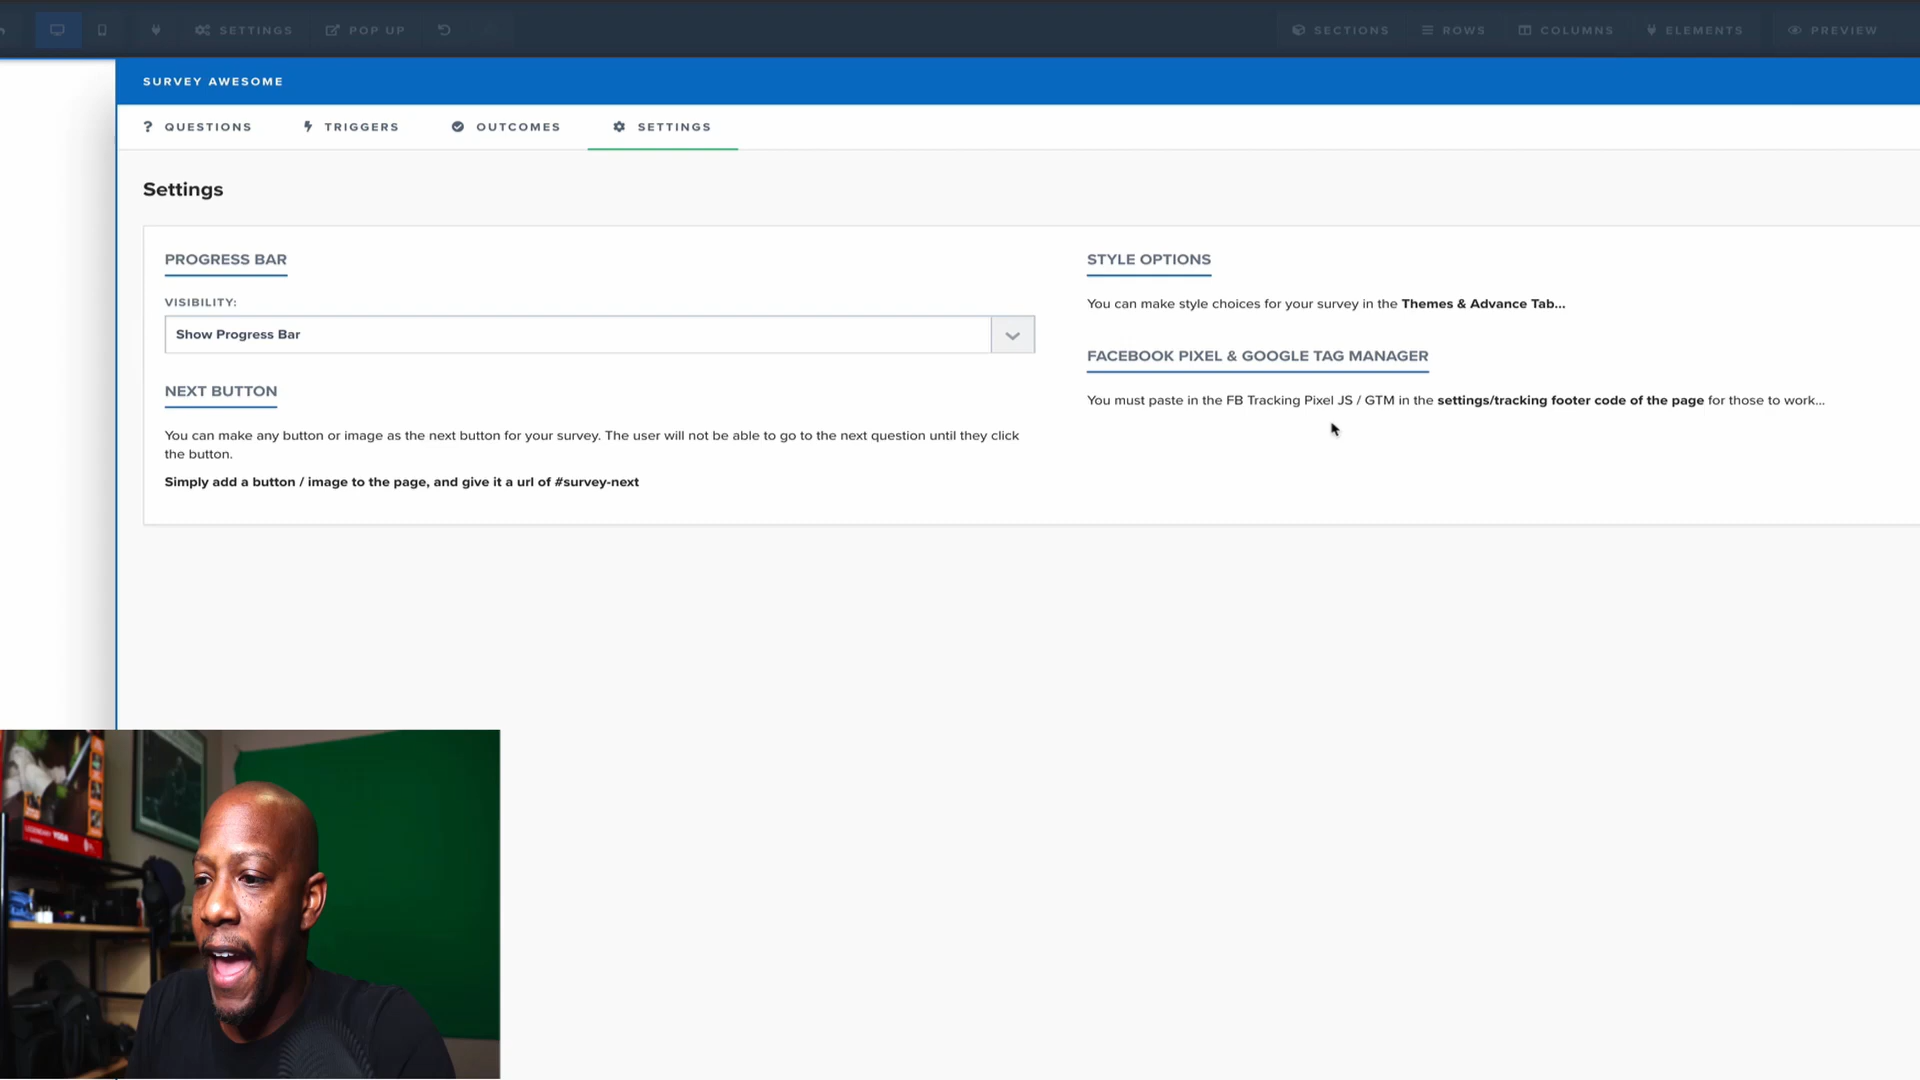 SETTINGS
POP UP
SECTIONS
ROWS
COLUMNS
ELEMENTS
PREVIEW
SURVEY AWESOME
? QUESTIONS
TRIGGERS
OUTCOMES
SETTINGS
Settings
PROGRESS BAR
VISIBILITY:
Show Progress Bar
NEXT BUTTON
You can make any button or image as the next button for your survey. The user will not be able to go to the next question until they click
the button.
Simply add a button / image to the page, and give it a url of #survey-next
STYLE OPTIONS
You can make style choices for your survey in the Themes & Advance Tab...
FACEBOOK PIXEL & GOOGLE TAG MANAGER
You must paste in the FB Tracking Pixel JS / GTM in the settings/tracking footer code of the page for those to work...
YODA